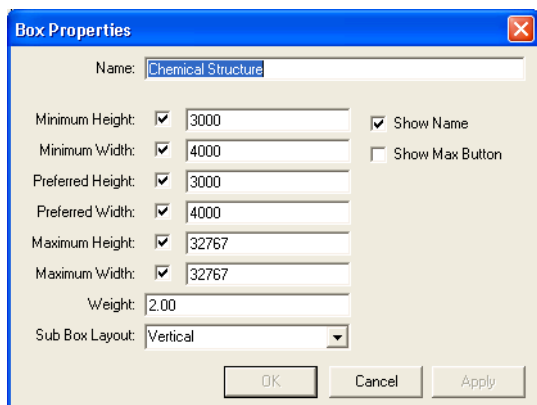 Box Properties
Name: Chemical Structure
Minimum Height: 3000
Show Name
Minimum Width: 4000
Show Max Button
Preferred Height: 3000
Preferred Width: 4000
Maximum Height: 32767
Maximum Width: 32767
Weight: 2.00
Sub Box Layout: Vertical
OK Cancel Apply